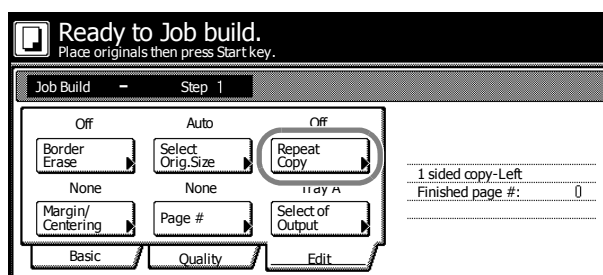 Ready to Job build.
Place originals then press Start key.
Job Build - Step 1
Off Auto Off
Border Erase
Select Orig.Size
Repeat Copy
None None Tray A
Margin/ Centering
Page #
Select of Output
1 sided copy-Left
Finished page #: 0
Basic Quality Edit